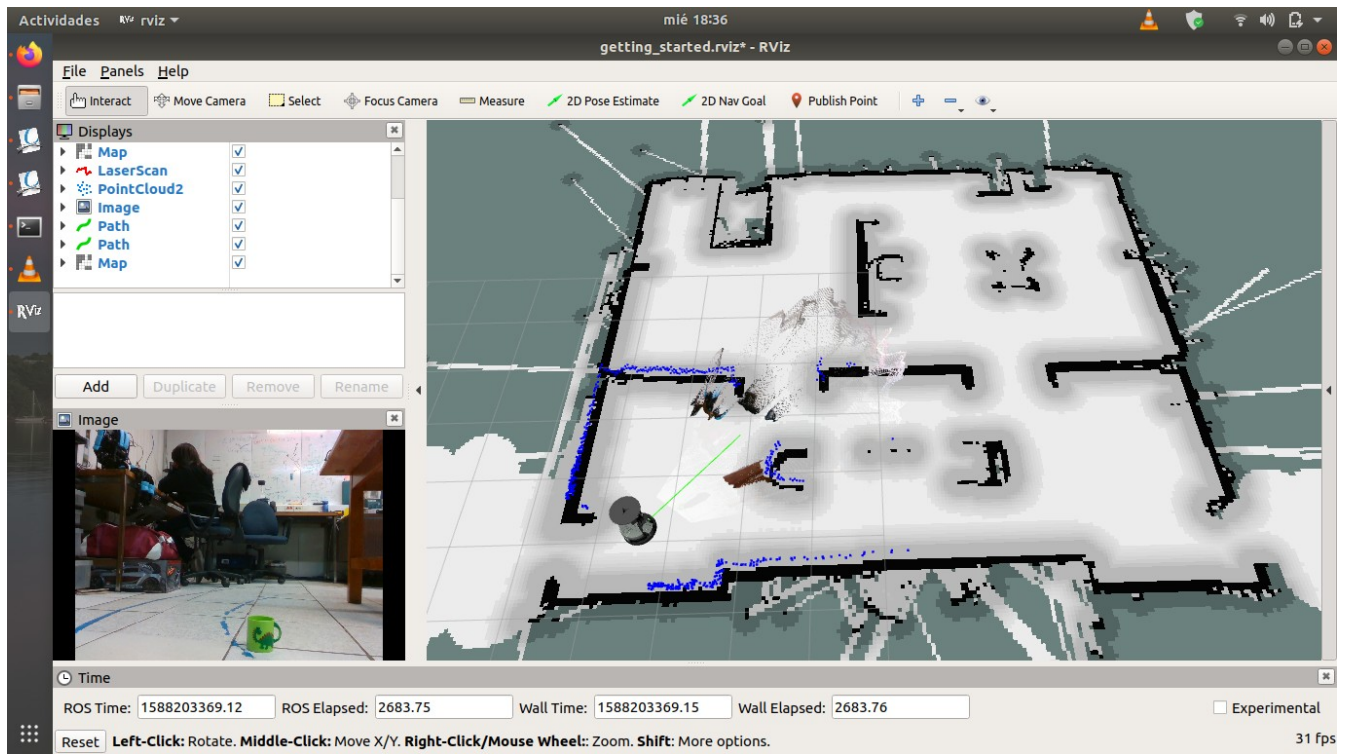 Actividades RViz rviz mié 18:36
getting_started.rviz* - RViz
File Panels Help
Interact Move Camera Select Focus Camera Measure 2D Pose Estimate 2D Nav Goal Publish Point
Displays
Map
LaserScan
PointCloud2
Image
Path
Path
Map
RViz
Add Duplicate Remove Rename
Image
Time
ROS Time: 1588203369.12 ROS Elapsed: 2683.75 Wall Time: 1588203369.15 Wall Elapsed: 2683.76 Experimental
Reset Left-Click: Rotate. Middle-Click: Move X/Y. Right-Click/Mouse Wheel:: Zoom. Shift: More options. 31 fps